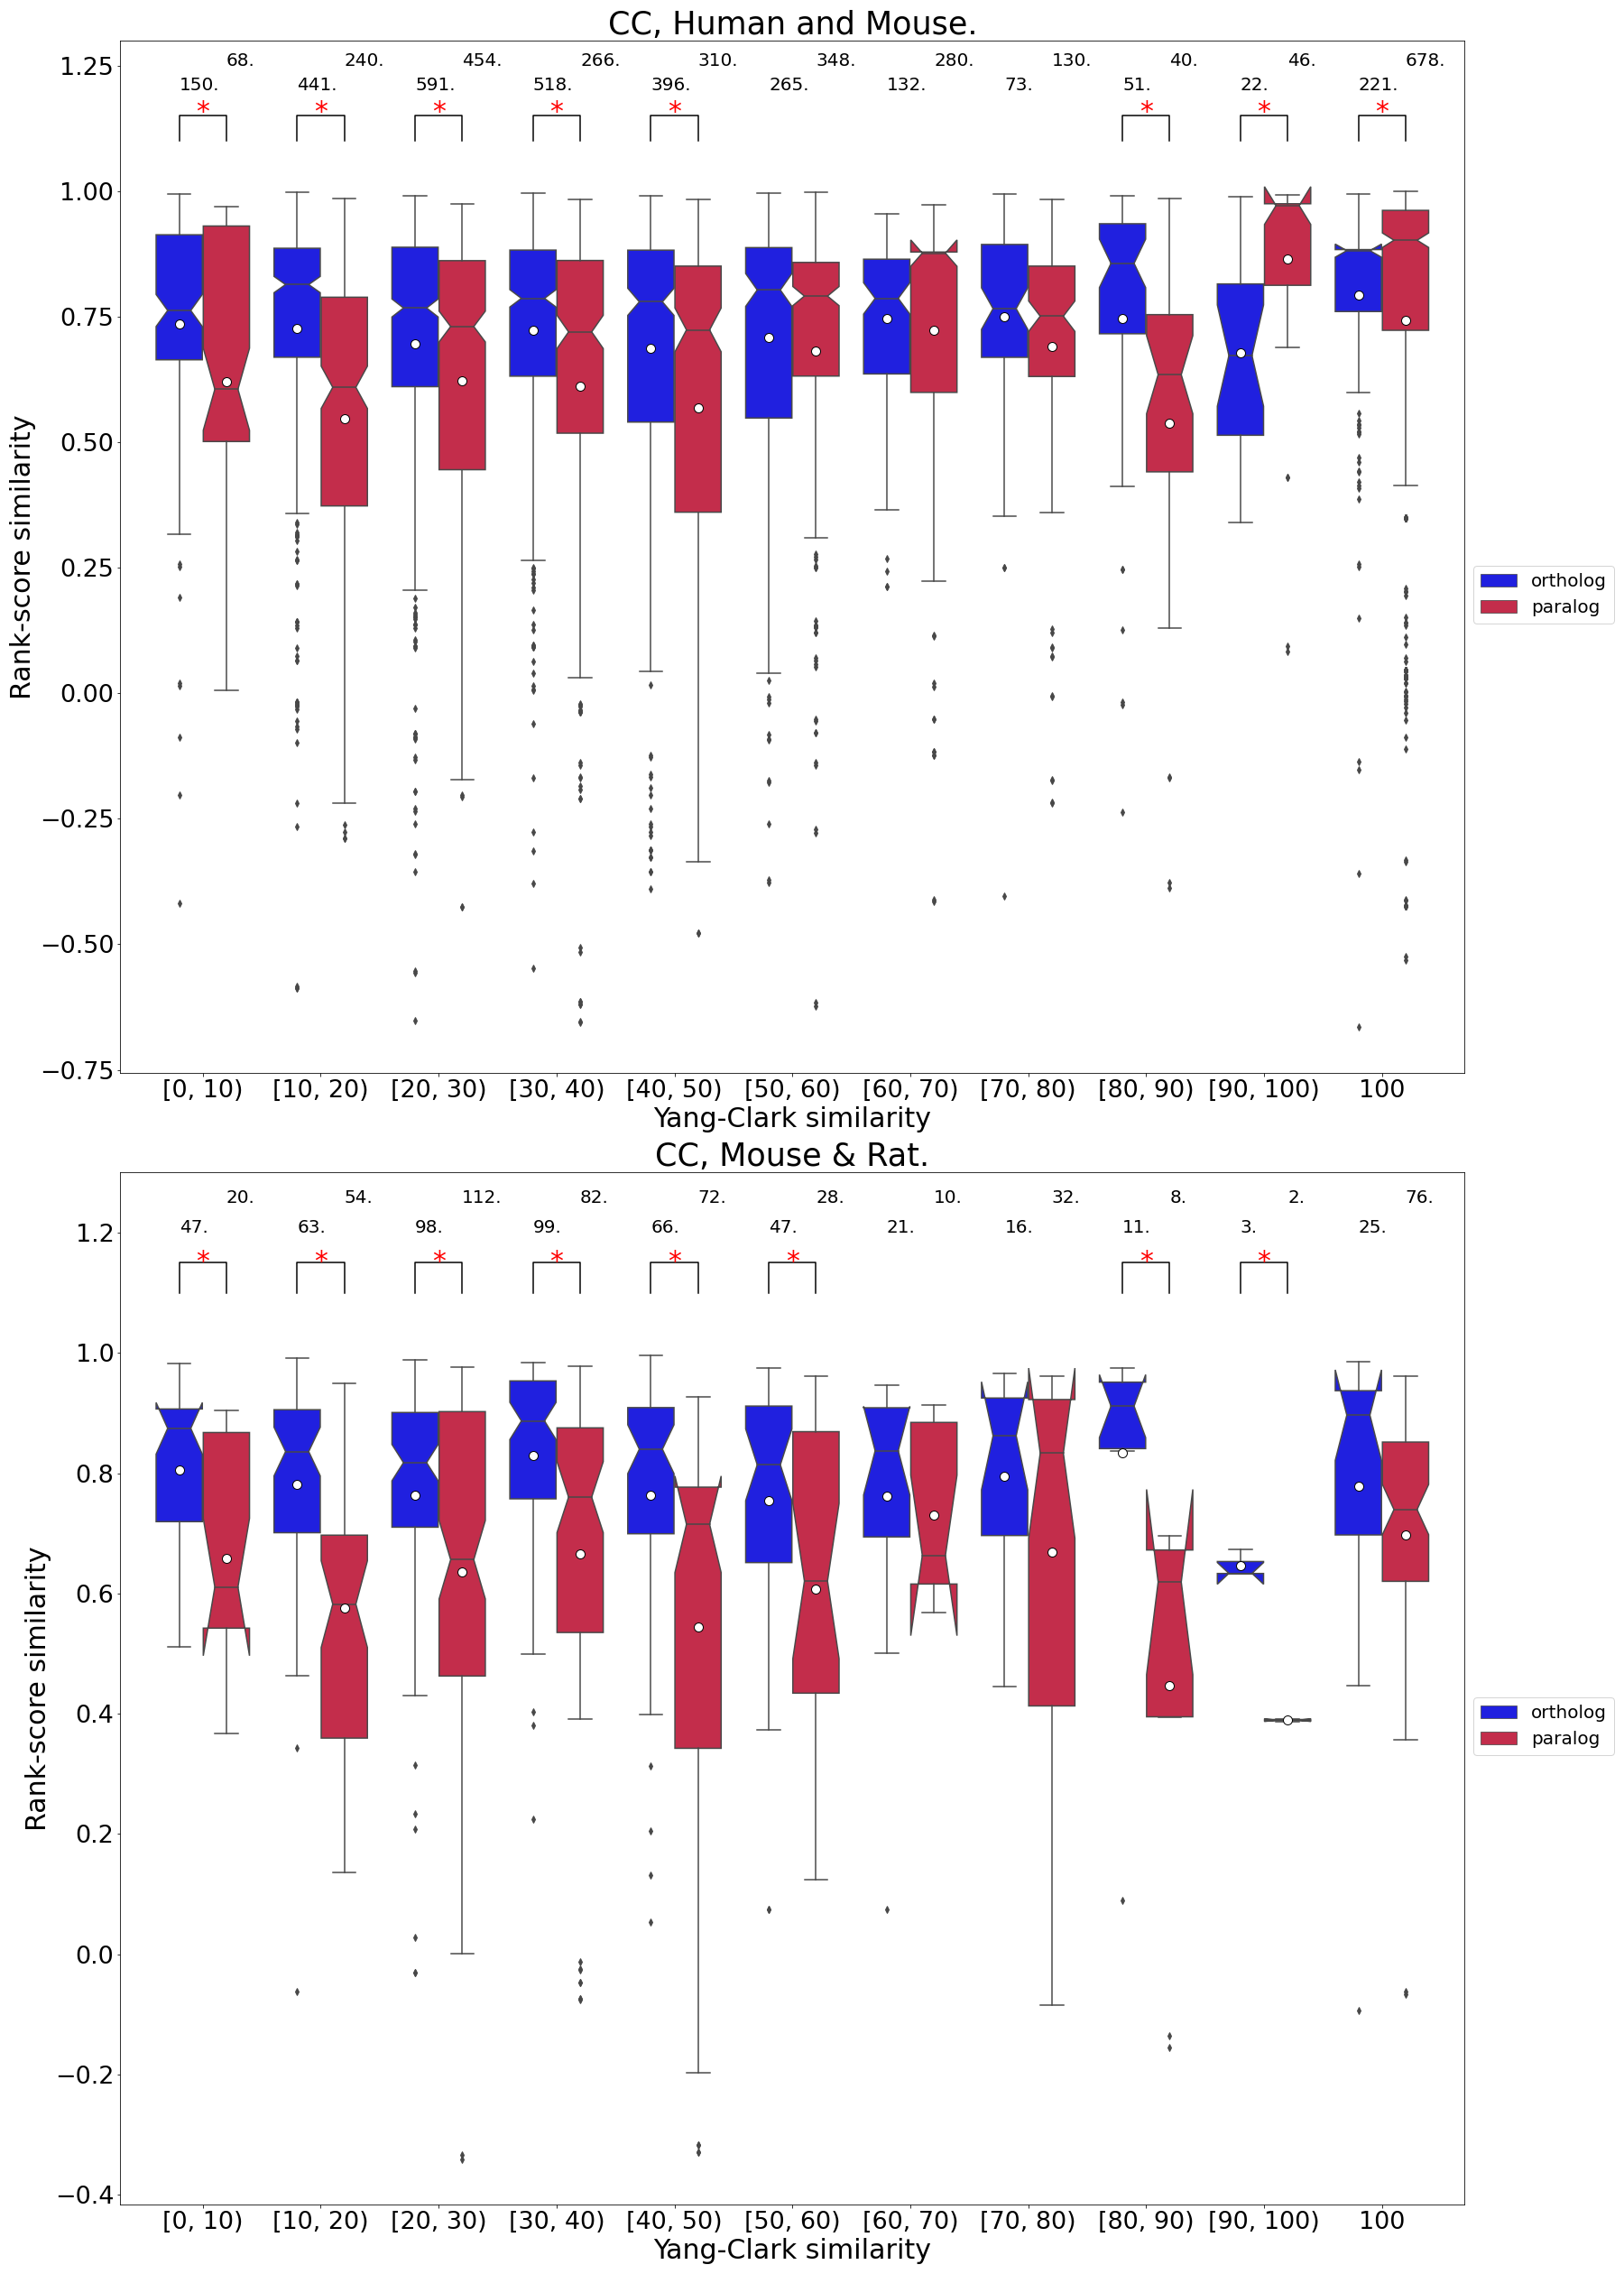 CC, Human and Mouse.
1.25
68. 240. 454. 266. 310. 348. 280. 130. 40. 46. 678.
150. 441. 591. 518. 396. 265. 132. 73. 51. 22. 221.
* * * * * * * *
1.00
0.75
0.50
0.25
0.00
−0.25
−0.50
−0.75
Rank-score similarity
ortholog
paralog
[0, 10) [10, 20) [20, 30) [30, 40) [40, 50) [50, 60) [60, 70) [70, 80) [80, 90) [90, 100) 100
Yang-Clark similarity
CC, Mouse & Rat.
20. 54. 112. 82. 72. 28. 10. 32. 8. 2. 76.
1.2
47. 63. 98. 99. 66. 47. 21. 16. 11. 3. 25.
* * * * * * * *
1.0
0.8
0.6
0.4
0.2
0.0
−0.2
−0.4
Rank-score similarity
ortholog
paralog
[0, 10) [10, 20) [20, 30) [30, 40) [40, 50) [50, 60) [60, 70) [70, 80) [80, 90) [90, 100) 100
Yang-Clark similarity